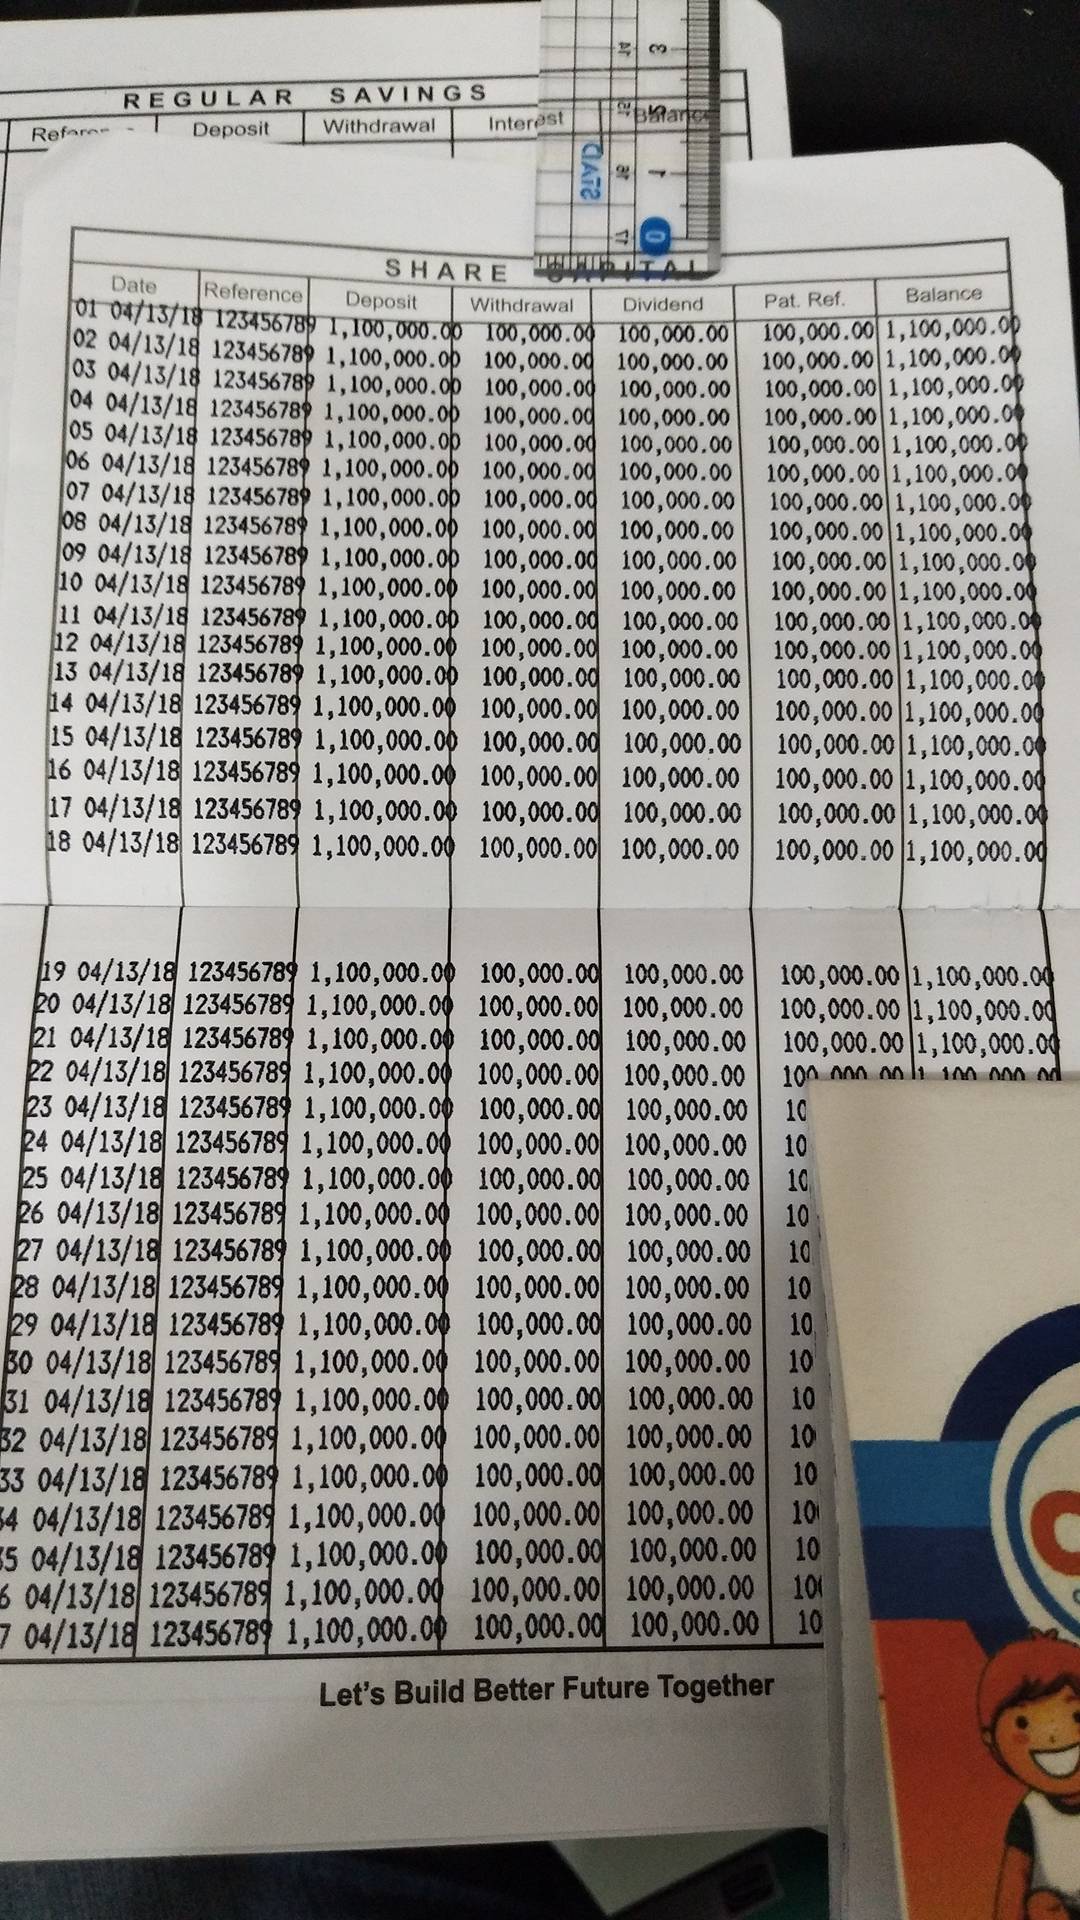 REGULAR SAVINGS
Deposit Withdrawal Interest Balance
3
1
0
17
SHARE CAPITAL
Date Reference Deposit Withdrawal Dividend Pat. Ref. Balance
01 04/13/18 123456789 1,100,000.00 100,000.00 100,000.00 100,000.00 1,100,000.00
02 04/13/18 123456789 1,100,000.00 100,000.00 100,000.00 100,000.00 1,100,000.00
03 04/13/18 123456789 1,100,000.00 100,000.00 100,000.00 100,000.00 1,100,000.00
04 04/13/18 123456789 1,100,000.00 100,000.00 100,000.00 100,000.00 1,100,000.00
05 04/13/18 123456789 1,100,000.00 100,000.00 100,000.00 100,000.00 1,100,000.00
06 04/13/18 123456789 1,100,000.00 100,000.00 100,000.00 100,000.00 1,100,000.00
07 04/13/18 123456789 1,100,000.00 100,000.00 100,000.00 100,000.00 1,100,000.00
08 04/13/18 123456789 1,100,000.00 100,000.00 100,000.00 100,000.00 1,100,000.00
09 04/13/18 123456789 1,100,000.00 100,000.00 100,000.00 100,000.00 1,100,000.00
10 04/13/18 123456789 1,100,000.00 100,000.00 100,000.00 100,000.00 1,100,000.00
11 04/13/18 123456789 1,100,000.00 100,000.00 100,000.00 100,000.00 1,100,000.00
12 04/13/18 123456789 1,100,000.00 100,000.00 100,000.00 100,000.00 1,100,000.00
13 04/13/18 123456789 1,100,000.00 100,000.00 100,000.00 100,000.00 1,100,000.00
14 04/13/18 123456789 1,100,000.00 100,000.00 100,000.00 100,000.00 1,100,000.00
15 04/13/18 123456789 1,100,000.00 100,000.00 100,000.00 100,000.00 1,100,000.00
16 04/13/18 123456789 1,100,000.00 100,000.00 100,000.00 100,000.00 1,100,000.00
17 04/13/18 123456789 1,100,000.00 100,000.00 100,000.00 100,000.00 1,100,000.00
18 04/13/18 123456789 1,100,000.00 100,000.00 100,000.00 100,000.00 1,100,000.00
19 04/13/18 123456789 1,100,000.00 100,000.00 100,000.00 100,000.00 1,100,000.00
20 04/13/18 123456789 1,100,000.00 100,000.00 100,000.00 100,000.00 1,100,000.00
21 04/13/18 123456789 1,100,000.00 100,000.00 100,000.00 100,000.00 1,100,000.00
22 04/13/18 123456789 1,100,000.00 100,000.00 100,000.00 100,000.00 1,100,000.00
23 04/13/18 123456789 1,100,000.00 100,000.00 100,000.00 10
24 04/13/18 123456789 1,100,000.00 100,000.00 100,000.00 10
25 04/13/18 123456789 1,100,000.00 100,000.00 100,000.00 10
26 04/13/18 123456789 1,100,000.00 100,000.00 100,000.00 10
27 04/13/18 123456789 1,100,000.00 100,000.00 100,000.00 10
28 04/13/18 123456789 1,100,000.00 100,000.00 100,000.00 10
29 04/13/18 123456789 1,100,000.00 100,000.00 100,000.00 10
30 04/13/18 123456789 1,100,000.00 100,000.00 100,000.00 10
31 04/13/18 123456789 1,100,000.00 100,000.00 100,000.00 10
32 04/13/18 123456789 1,100,000.00 100,000.00 100,000.00 10
33 04/13/18 123456789 1,100,000.00 100,000.00 100,000.00 10
34 04/13/18 123456789 1,100,000.00 100,000.00 100,000.00 10
35 04/13/18 123456789 1,100,000.00 100,000.00 100,000.00 10
6 04/13/18 123456789 1,100,000.00 100,000.00 100,000.00 10
7 04/13/18 123456789 1,100,000.00 100,000.00 100,000.00 10
Let's Build Better Future Together